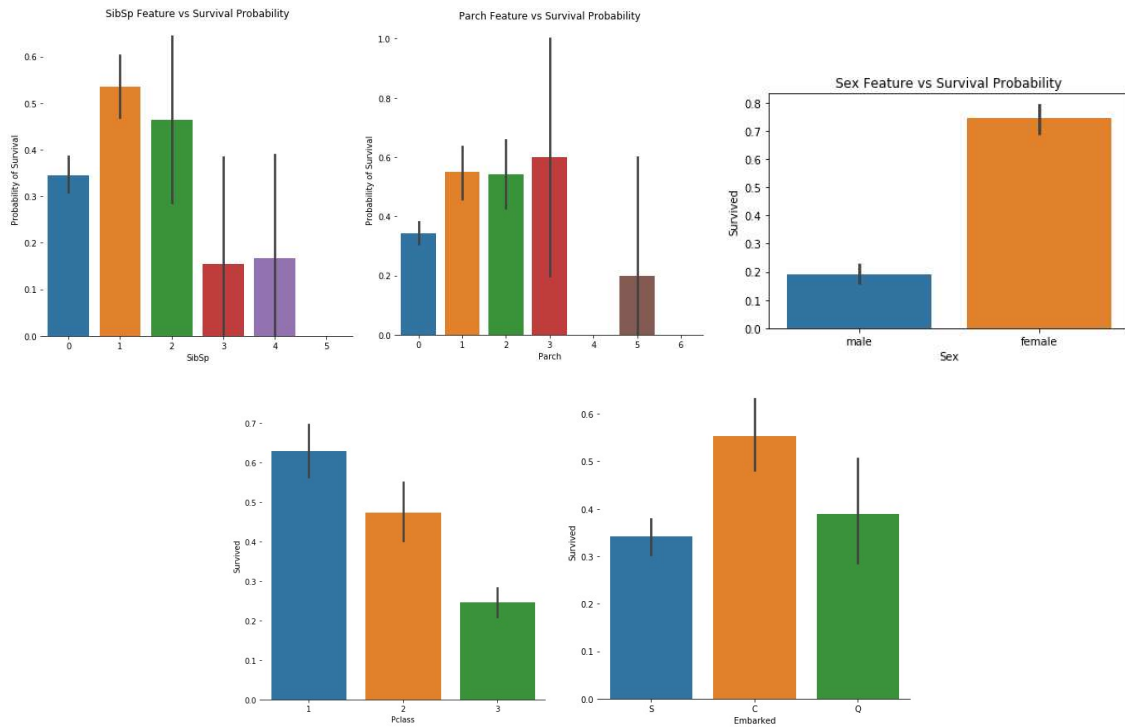 SibSp Feature vs Survival Probability
Probability of Survival
0.6
0.5
0.4
0.3
0.2
0.1
0.0
0 1 2 3 4 5
SibSp
Parch Feature vs Survival Probability
Probability of Survival
1.0
0.8
0.6
0.4
0.2
0.0
0 1 2 3 4 5 6
Parch
Sex Feature vs Survival Probability
Survived
0.8
0.7
0.6
0.5
0.4
0.3
0.2
0.1
0.0
male female
Sex
Survived
0.7
0.6
0.5
0.4
0.3
0.2
0.1
0.0
1 2 3
Pclass
Survived
0.6
0.5
0.4
0.3
0.2
0.1
0.0
S C Q
Embarked